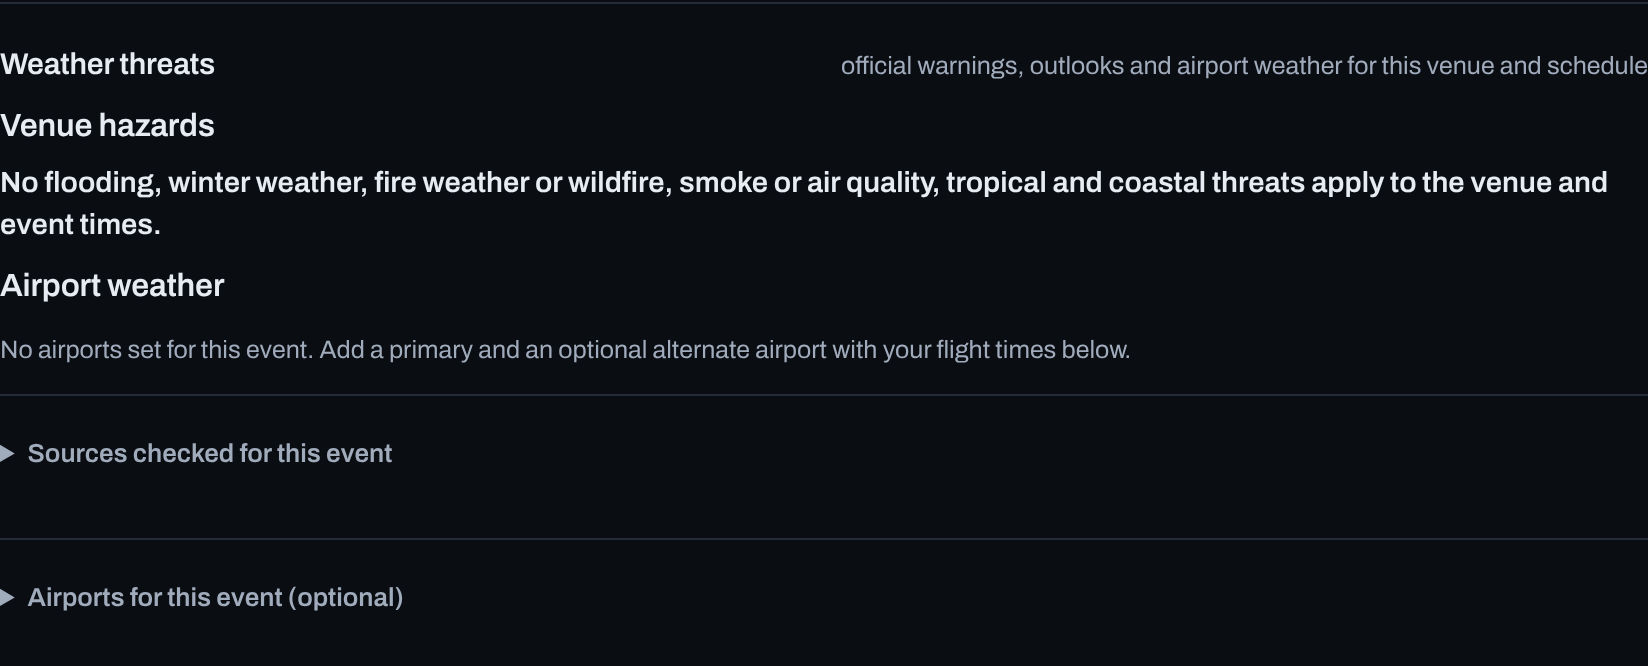 Weather threats
official warnings, outlooks and airport weather for this venue and schedule
Venue hazards
No flooding, winter weather, fire weather or wildfire, smoke or air quality, tropical and coastal threats apply to the venue and
event times.
Airport weather
No airports set for this event. Add a primary and an optional alternate airport with your flight times below.
Sources checked for this event
Airports for this event (optional)